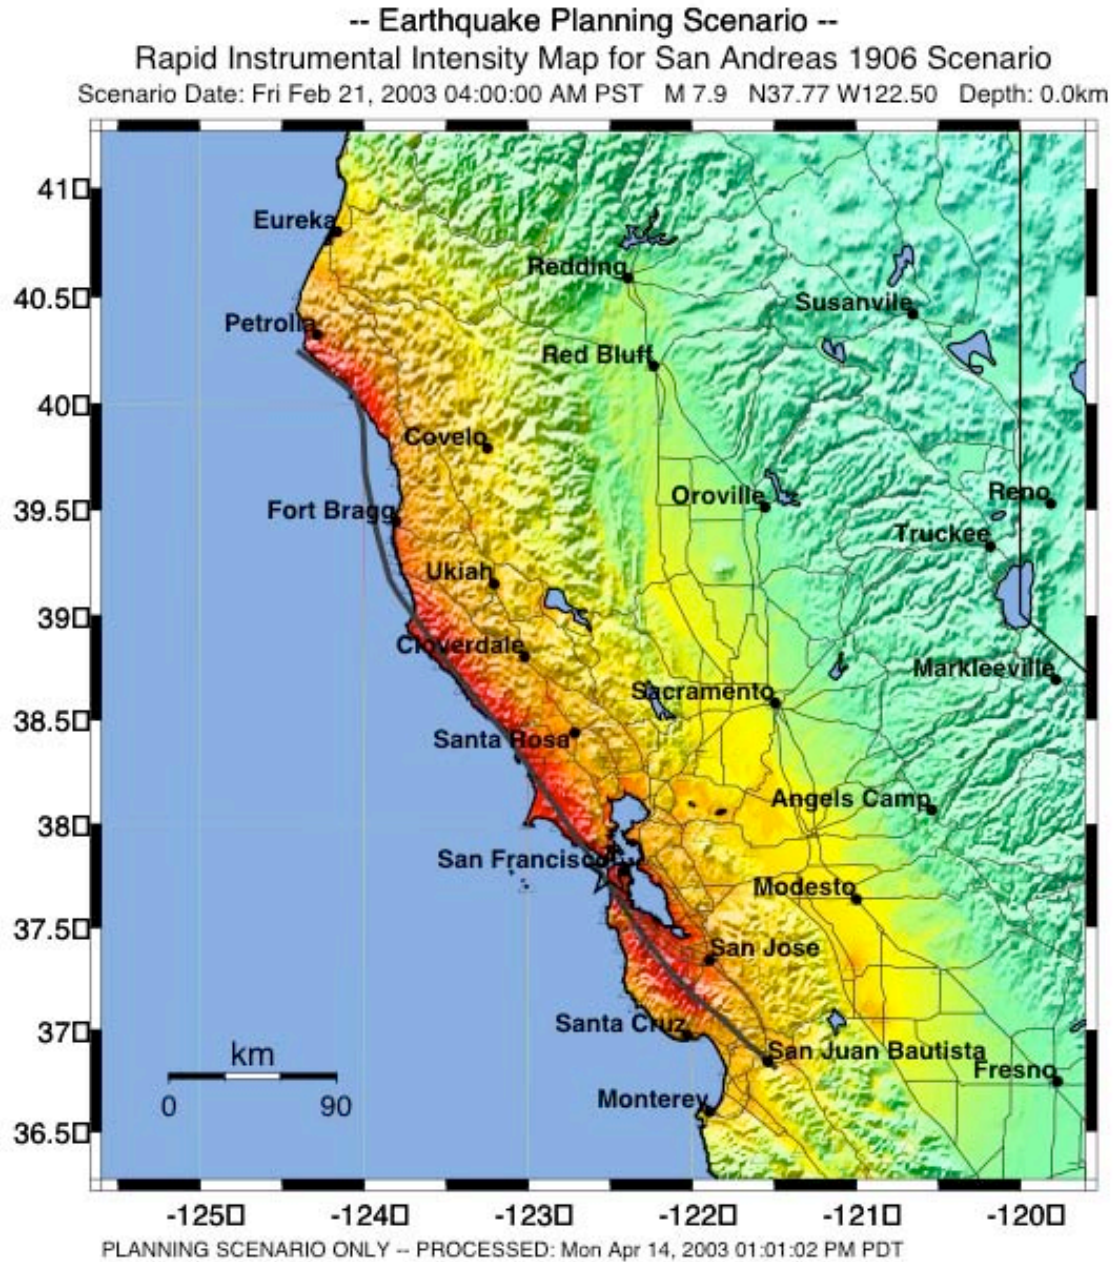 -- Earthquake Planning Scenario --
Rapid Instrumental Intensity Map for San Andreas 1906 Scenario
Scenario Date: Fri Feb 21, 2003 04:00:00 AM PST M 7.9 N37.77 W122.50 Depth: 0.0km
41▯
Eureka
Redding
40.5▯
Susanvile
Petrolia
Red Bluff
40▯
Covelo
Oroville
Reno
39.5▯
Fort Bragg
Truckee
Ukiah
39▯
Cloverdale
Markleeville
Sacramento
38.5▯
Santa Rosa
Angels Camp
38▯
San Francisco
Modesto
37.5▯
San Jose
Santa Cruz
37▯
km
San Juan Bautista
Fresno
0 90
Monterey
36.5▯
-125▯ -124▯ -123▯ -122▯ -121▯ -120▯
PLANNING SCENARIO ONLY -- PROCESSED: Mon Apr 14, 2003 01:01:02 PM PDT